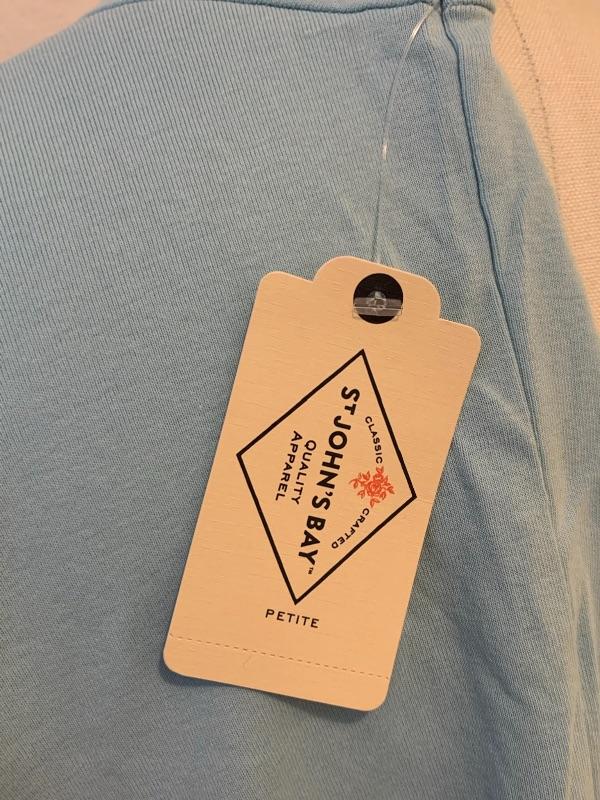 CLASSIC CRAFTED
ST JOHN'S BAY™
QUALITY
APPAREL
PETITE